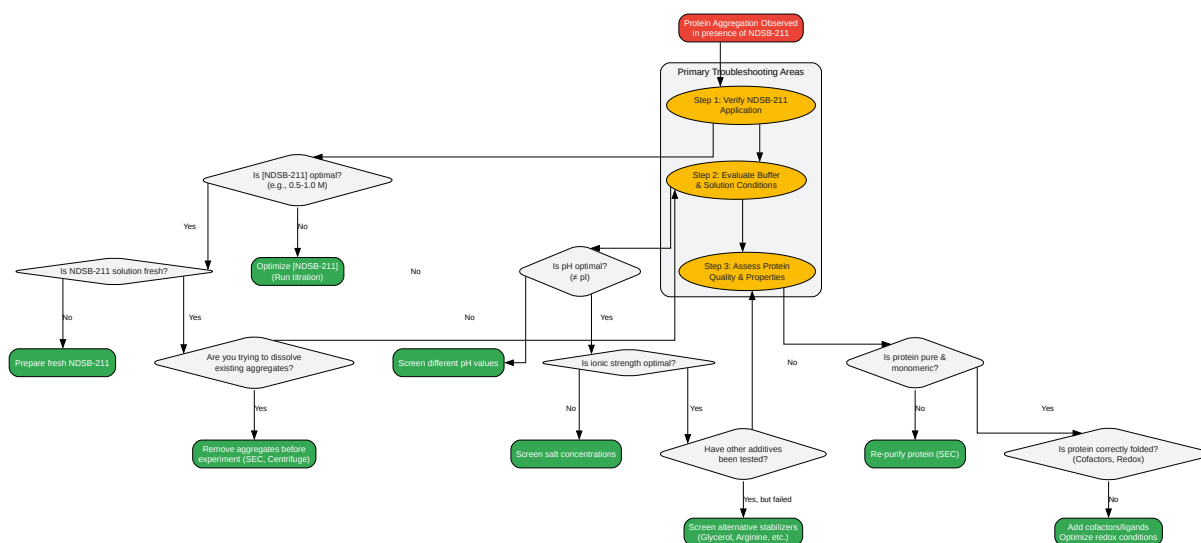 Protein Aggregation Observed
in presence of NDSB-211
Primary Troubleshooting Areas
Step 1: Verify NDSB-211
Application
Is [NDSB-211] optimal?
(e.g., 0.5-1.0 M)
Step 2: Evaluate Buffer
& Solution Conditions
Yes
No
Is NDSB-211 solution fresh?
Optimize [NDSB-211]
(Run titration)
No
Is pH optimal?
(≠ pI)
Step 3: Assess Protein
Quality & Properties
No
Yes
No
Yes
Prepare fresh NDSB-211
Are you trying to dissolve
existing aggregates?
Screen different pH values
Is ionic strength optimal?
No
Is protein pure &
monomeric?
Yes
No
Yes
No
Yes
Remove aggregates before
experiment (SEC, Centrifuge)
Screen salt concentrations
Have other additives
been tested?
Re-purify protein (SEC)
Is protein correctly folded?
(Cofactors, Redox)
Yes, but failed
No
Screen alternative stabilizers
(Glycerol, Arginine, etc.)
Add cofactors/ligands
Optimize redox conditions